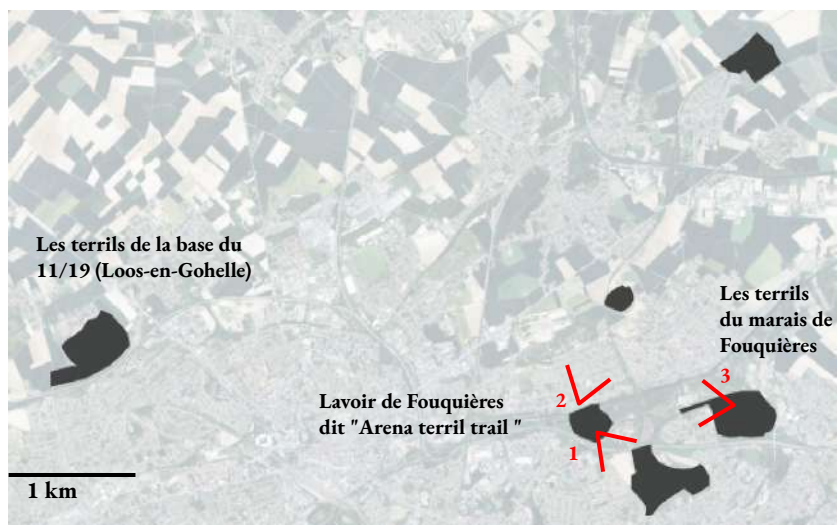 Les terrils de la base du
11/19 (Loos-en-Gohelle)
Les terrils
du marais de
Fouquières
3
Lavoir de Fouquières
dit "Arena terril trail "
2
1
1 km